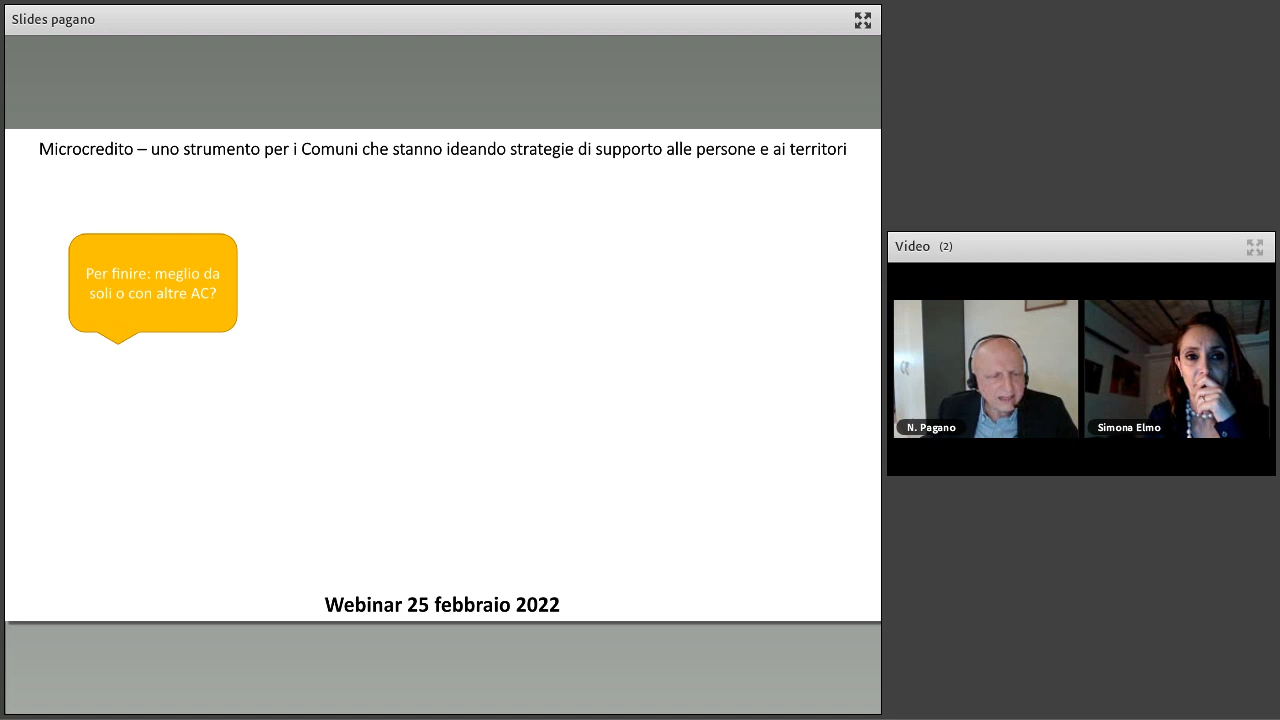 Slides pagano
Microcredito – uno strumento per i Comuni che stanno ideando strategie di supporto alle persone e ai territori
Per finire: meglio da
soli o con altre AC?
Webinar 25 febbraio 2022
Video (2)
N. Pagano
Simona Elmo